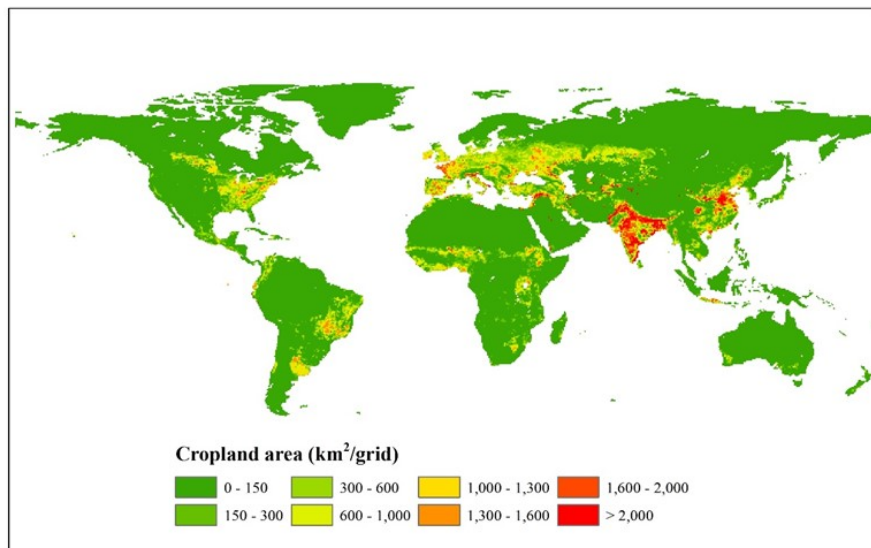 Cropland area (km²/grid)
0 - 150
300 - 600
1,000 - 1,300
1,600 - 2,000
150 - 300
600 - 1,000
1,300 - 1,600
> 2,000